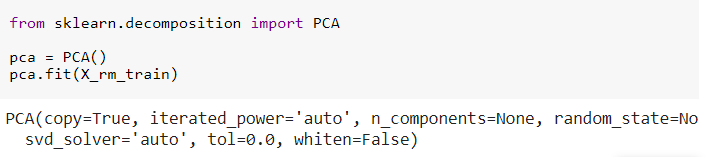 from sklearn.decomposition import PCA
pca = PCA()
pca.fit(X_rm_train)
PCA(copy=True, iterated_power='auto', n_components=None, random_state=No
svd_solver='auto', tol=0.0, whiten=False)